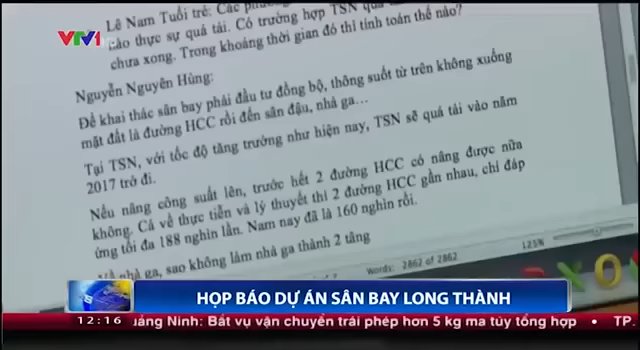 Lê Nam Tuổi trẻ: Các
VTV1
cáo thực sự quá tải. Có trường hợp TSN quá
chưa xong. Trong khoảng thời gian đó thì tính toán thế nào?
Nguyễn Nguyên Hùng:
Để khai thác sân bay phải đầu tư đồng bộ, thông suốt từ trên không xuống
mặt đất là đường HCC rồi đến sân đậu, nhà ga...
Tại TSN, với tốc độ tăng trưởng như hiện nay, TSN sẽ quá tải vào năm
2017 trở đi.
Nếu nâng công suất lên, trước hết 2 đường HCC có nâng được nữa
không. Cả về thực tiễn và lý thuyết thì 2 đường HCC gần nhau, chỉ đáp
ứng tối đa 188 nghìn lần. Nam nay đã là 160 nghìn rồi.
nhà ga, sao không làm nhà ga thành 2 tầng
Words: 2862 of 2862
125%
HỌP BÁO DỰ ÁN SÂN BAY LONG THÀNH
12:16 uảng Ninh: Bắt vụ vận chuyển trái phép hơn 5 kg ma túy tổng hợp • TP.